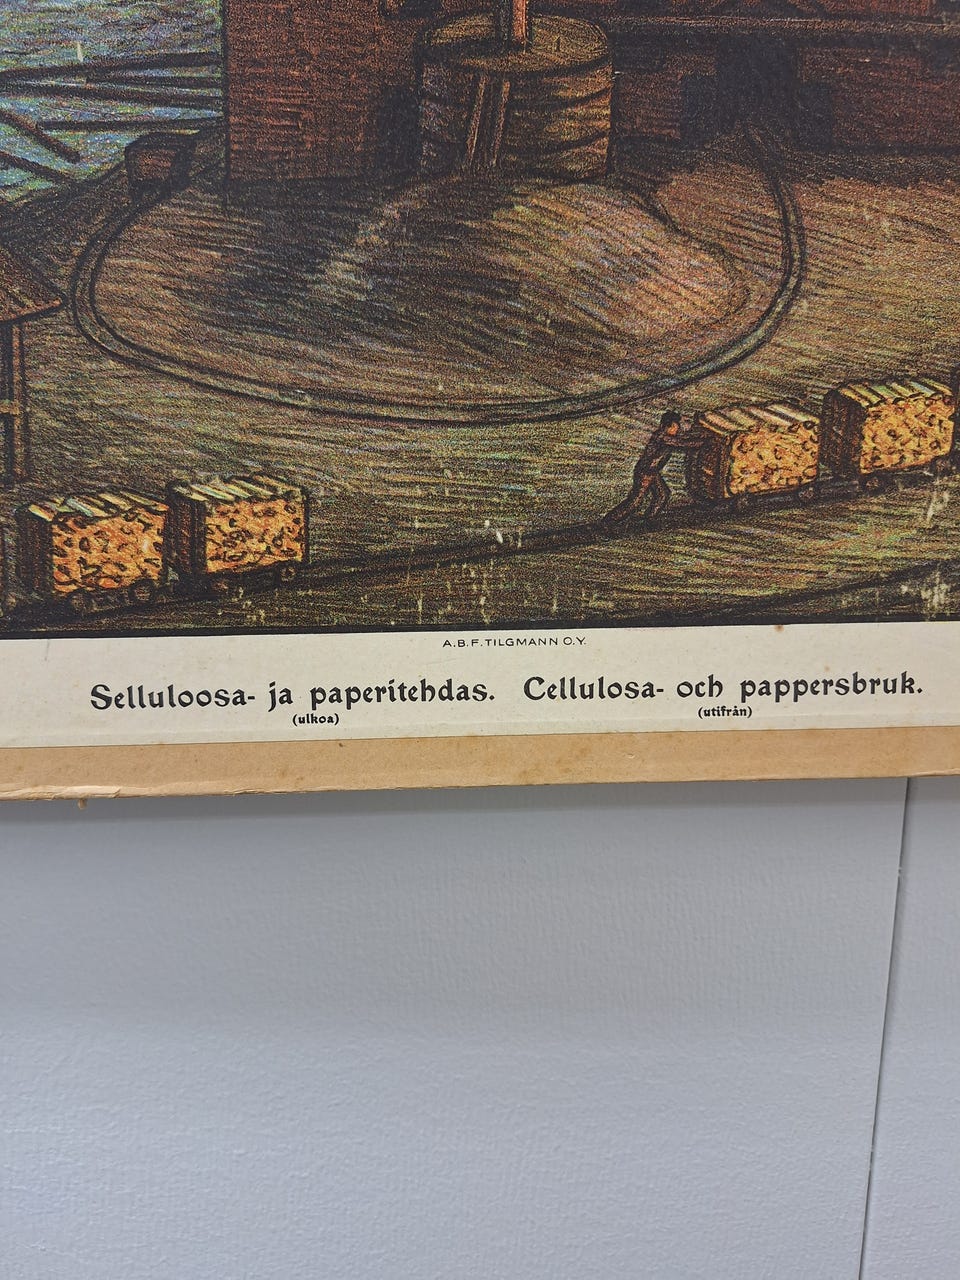 A.B.F.TILGMANN O.Y.
Selluloosa- ja paperitehdas. Cellulosa- och pappersbruk.
(ulkoa) (utifrån)